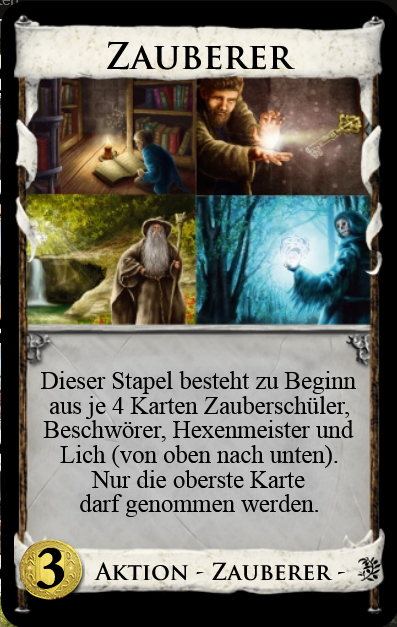 Zauberer
Dieser Stapel besteht zu Beginn
aus je 4 Karten Zauberschüler,
Beschwörer, Hexenmeister und
Lich (von oben nach unten).
Nur die oberste Karte
darf genommen werden.
3 Aktion - Zauberer -